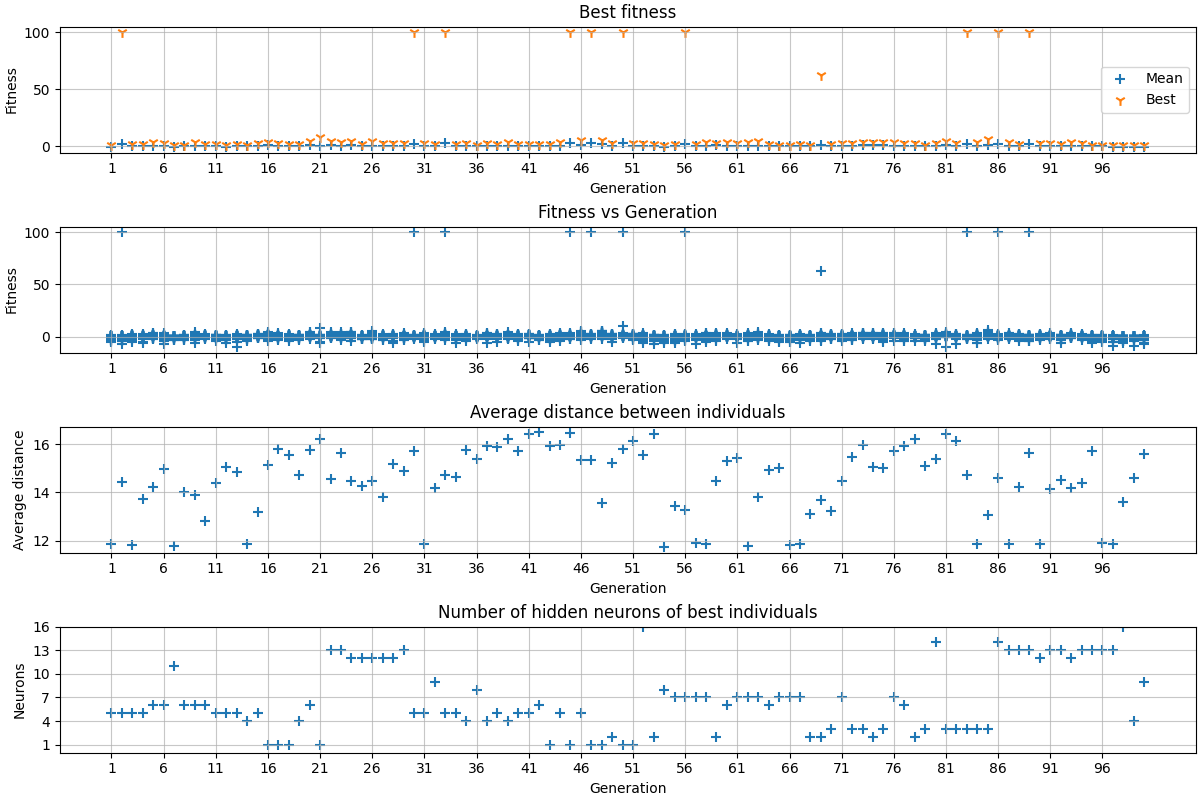 Best fitness
100
50
0
Fitness
Mean
Best
1 6 11 16 21 26 31 36 41 46 51 56 61 66 71 76 81 86 91 96
Generation
Fitness vs Generation
100
50
0
Fitness
1 6 11 16 21 26 31 36 41 46 51 56 61 66 71 76 81 86 91 96
Generation
Average distance between individuals
16
14
12
Average distance
1 6 11 16 21 26 31 36 41 46 51 56 61 66 71 76 81 86 91 96
Generation
Number of hidden neurons of best individuals
16
13
10
7
4
1
Neurons
1 6 11 16 21 26 31 36 41 46 51 56 61 66 71 76 81 86 91 96
Generation